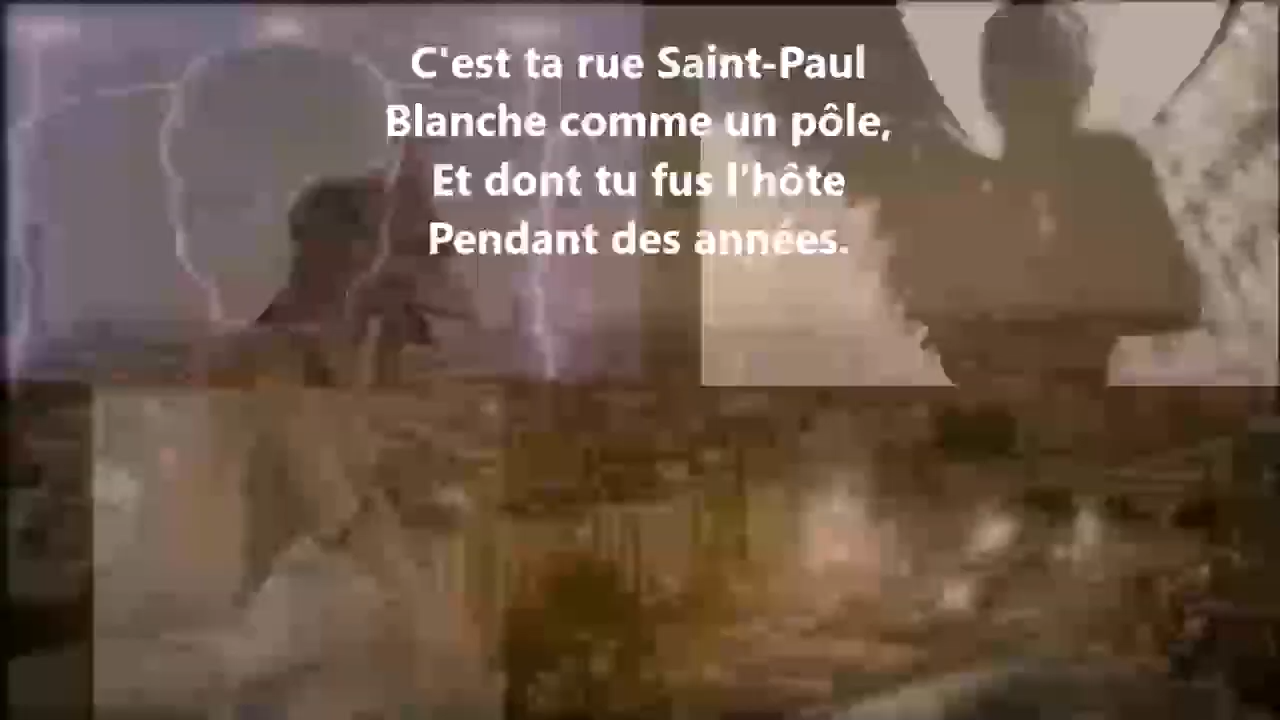 C'est ta rue Saint-Paul
Blanche comme un pôle,
Et dont tu fus l'hôte
Pendant des années.